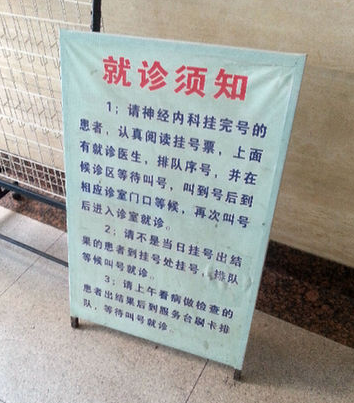 就诊须知
1；请神经内科挂完号的
患者，认真阅读挂号票，上面
有就诊医生，排队序号，并在
候诊区等待叫号，叫到号后到
相应诊室门口等候，再次叫号
后进入诊室就诊。
2；请不是当日挂号出结
果的患者到挂号处挂号，排队
等候叫号就诊。
3；请上午看病做检查的
患者出结果后到服务台刷卡排
队，等待叫号就诊。